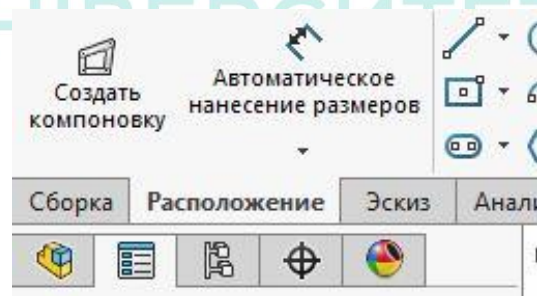 Создать
компоновку
Автоматическое
нанесение размеров
Сборка Расположение Эскиз